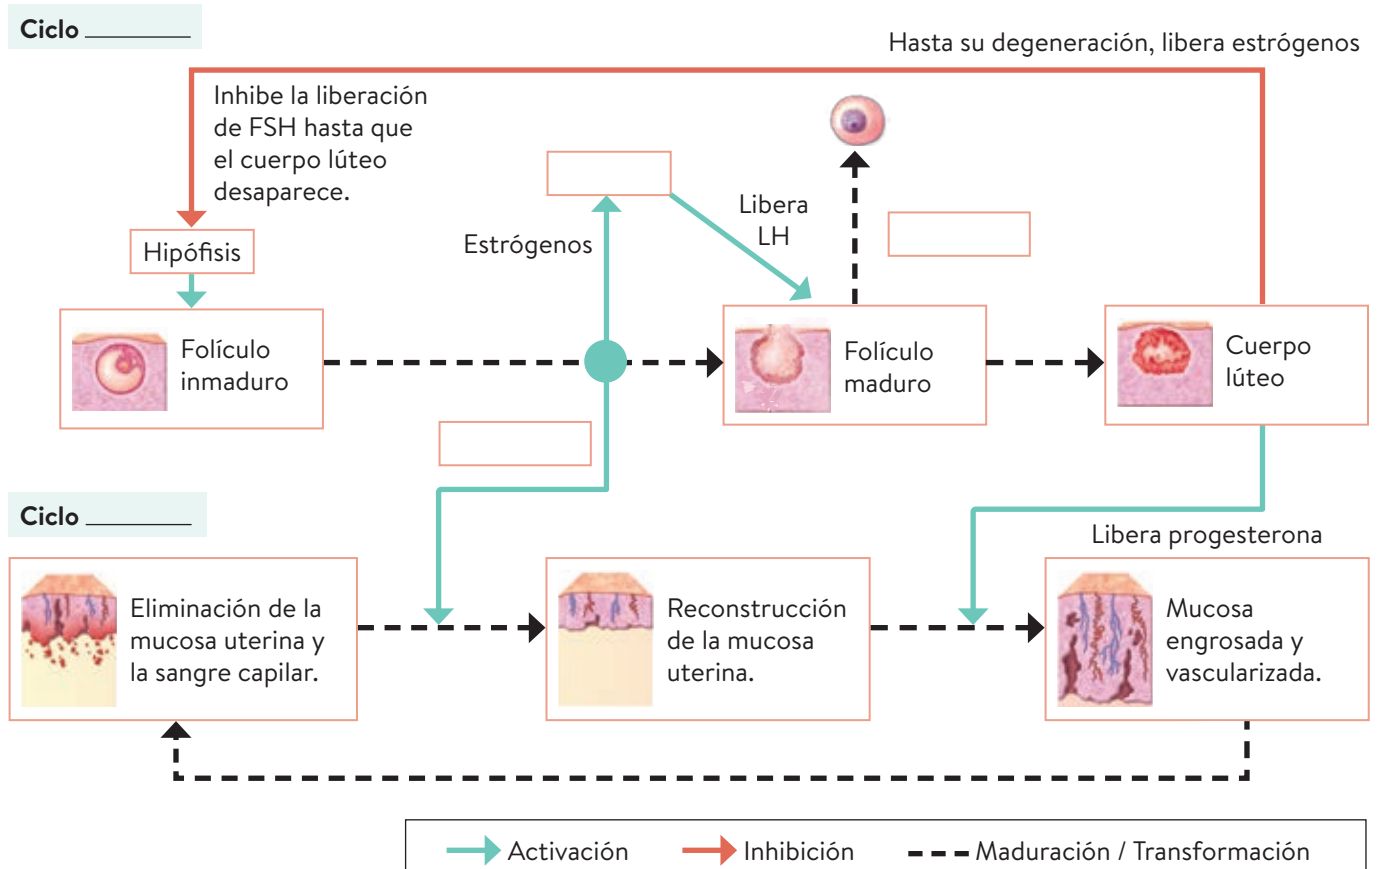 Ciclo ________
Hasta su degeneración, libera estrógenos
Inhibe la liberación
de FSH hasta que
el cuerpo lúteo
desaparece.
Hipófisis
Estrógenos
Libera
LH
Folículo
inmaduro
Folículo
maduro
Cuerpo
lúteo
Ciclo ________
Libera progesterona
Eliminación de la
mucosa uterina y
la sangre capilar.
Reconstrucción
de la mucosa
uterina.
Mucosa
engrosada y
vascularizada.
Activación
Inhibición
Maduración / Transformación